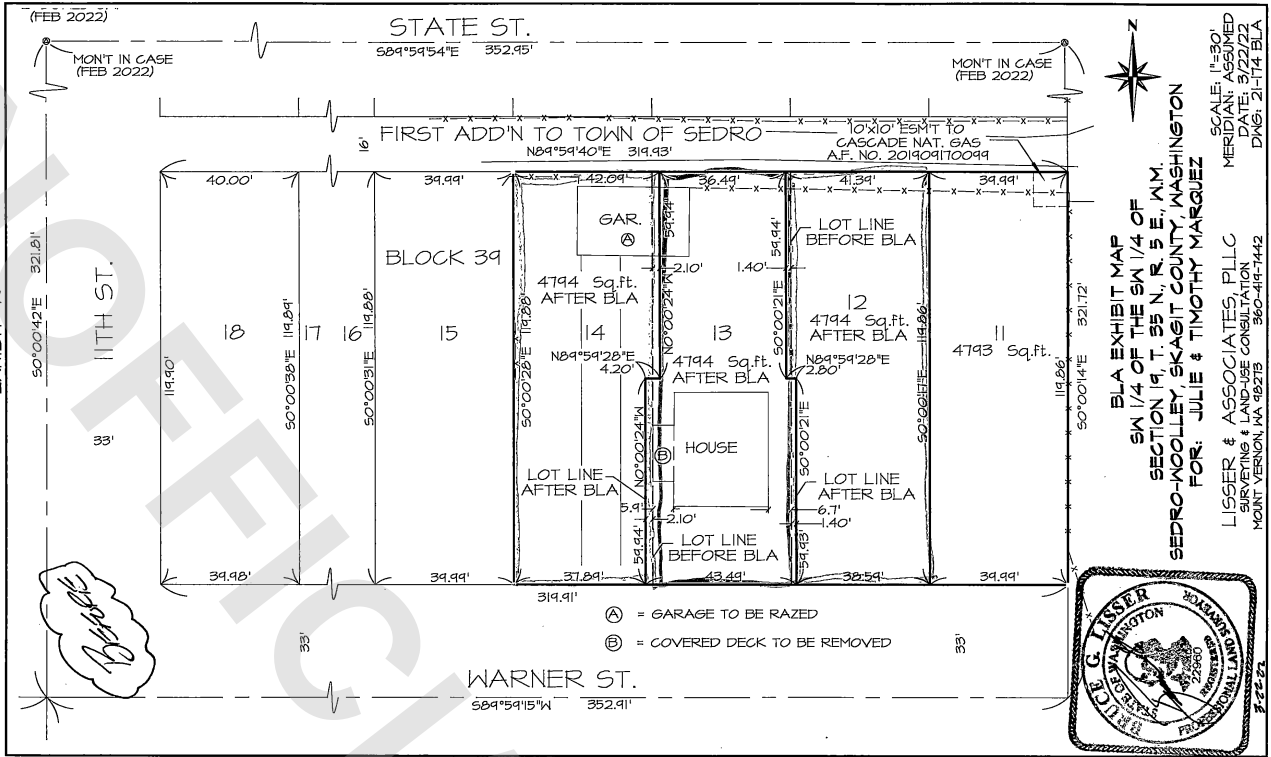 (FEB 2022)
STATE ST.
S89°59'54"E 352.95'
MON'T IN CASE
(FEB 2022)
MON'T IN CASE
(FEB 2022)
FIRST ADD'N TO TOWN OF SEDRO
16'
N89°59'40"E 319.93'
10'x10' ESM'T TO
CASCADE NAT. GAS
A.F. NO. 201909170099
40.00'
39.99'
42.09'
36.49'
41.39'
39.99'
GAR.
A
59.94'
59.94'
LOT LINE
BEFORE BLA
BLOCK 39
2.10'
1.40'
4794 Sq.ft.
AFTER BLA
N0°00'24"W
S0°00'21"E
12
4794 Sq.ft.
AFTER BLA
11TH ST.
S0°00'42"E 321.81'
33'
119.90'
18
S0°00'38"E 119.89'
17
16
S0°00'31"E 119.88'
15
S0°00'28"E 119.88'
14
13
11
4793 Sq.ft.
N89°59'28"E
4.20'
4794 Sq.ft.
AFTER BLA
N89°59'28"E
2.80'
S0°00'17"E 119.86'
119.86'
S0°00'14"E 321.72'
N0°00'24"W
S0°00'21"E
B
HOUSE
LOT LINE
AFTER BLA
LOT LINE
AFTER BLA
5.9'
2.10'
6.7'
1.40'
59.94'
59.93'
LOT LINE
BEFORE BLA
39.98'
39.99'
37.89'
43.49'
38.59'
39.99'
319.91'
A = GARAGE TO BE RAZED
B = COVERED DECK TO BE REMOVED
33'
33'
WARNER ST.
S89°59'15"W 352.91'
BEFORE
UNOFFICI
BLA EXHIBIT MAP
SW 1/4 OF THE SW 1/4 OF
SECTION 19, T. 35 N., R. 5 E., W.M.
SEDRO-WOOLLEY, SKAGIT COUNTY, WASHINGTON
FOR: JULIE & TIMOTHY MARQUEZ
SCALE: 1"=30'
MERIDIAN: ASSUMED
DATE: 3/22/22
DWG: 21-174 BLA
LISSER & ASSOCIATES, PLLC
SURVEYING & LAND-USE CONSULTATION
MOUNT VERNON, WA 98273 360-419-7442
N
BRUCE G. LISSER
STATE OF WASHINGTON
22960
REGISTERED
PROFESSIONAL LAND SURVEYOR
3-22-22